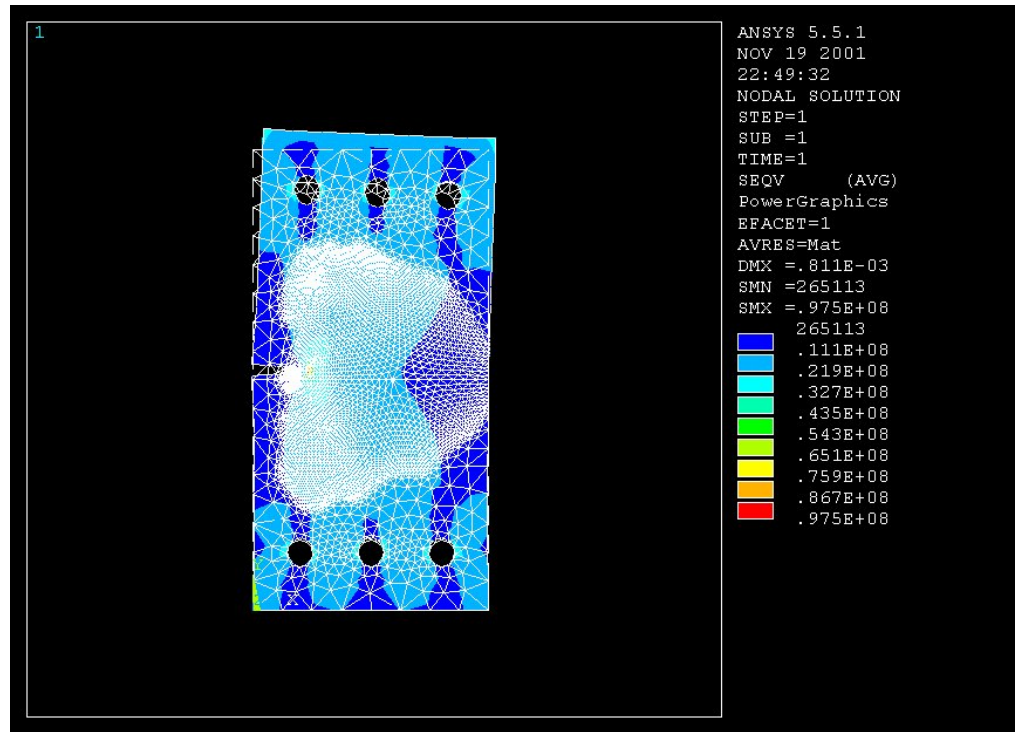 1
ANSYS 5.5.1
NOV 19 2001
22:49:32
NODAL SOLUTION
STEP=1
SUB =1
TIME=1
SEQV (AVG)
PowerGraphics
EFACET=1
AVRES=Mat
DMX =.811E-03
SMN =265113
SMX =.975E+08
265113
.111E+08
.219E+08
.327E+08
.435E+08
.543E+08
.651E+08
.759E+08
.867E+08
.975E+08